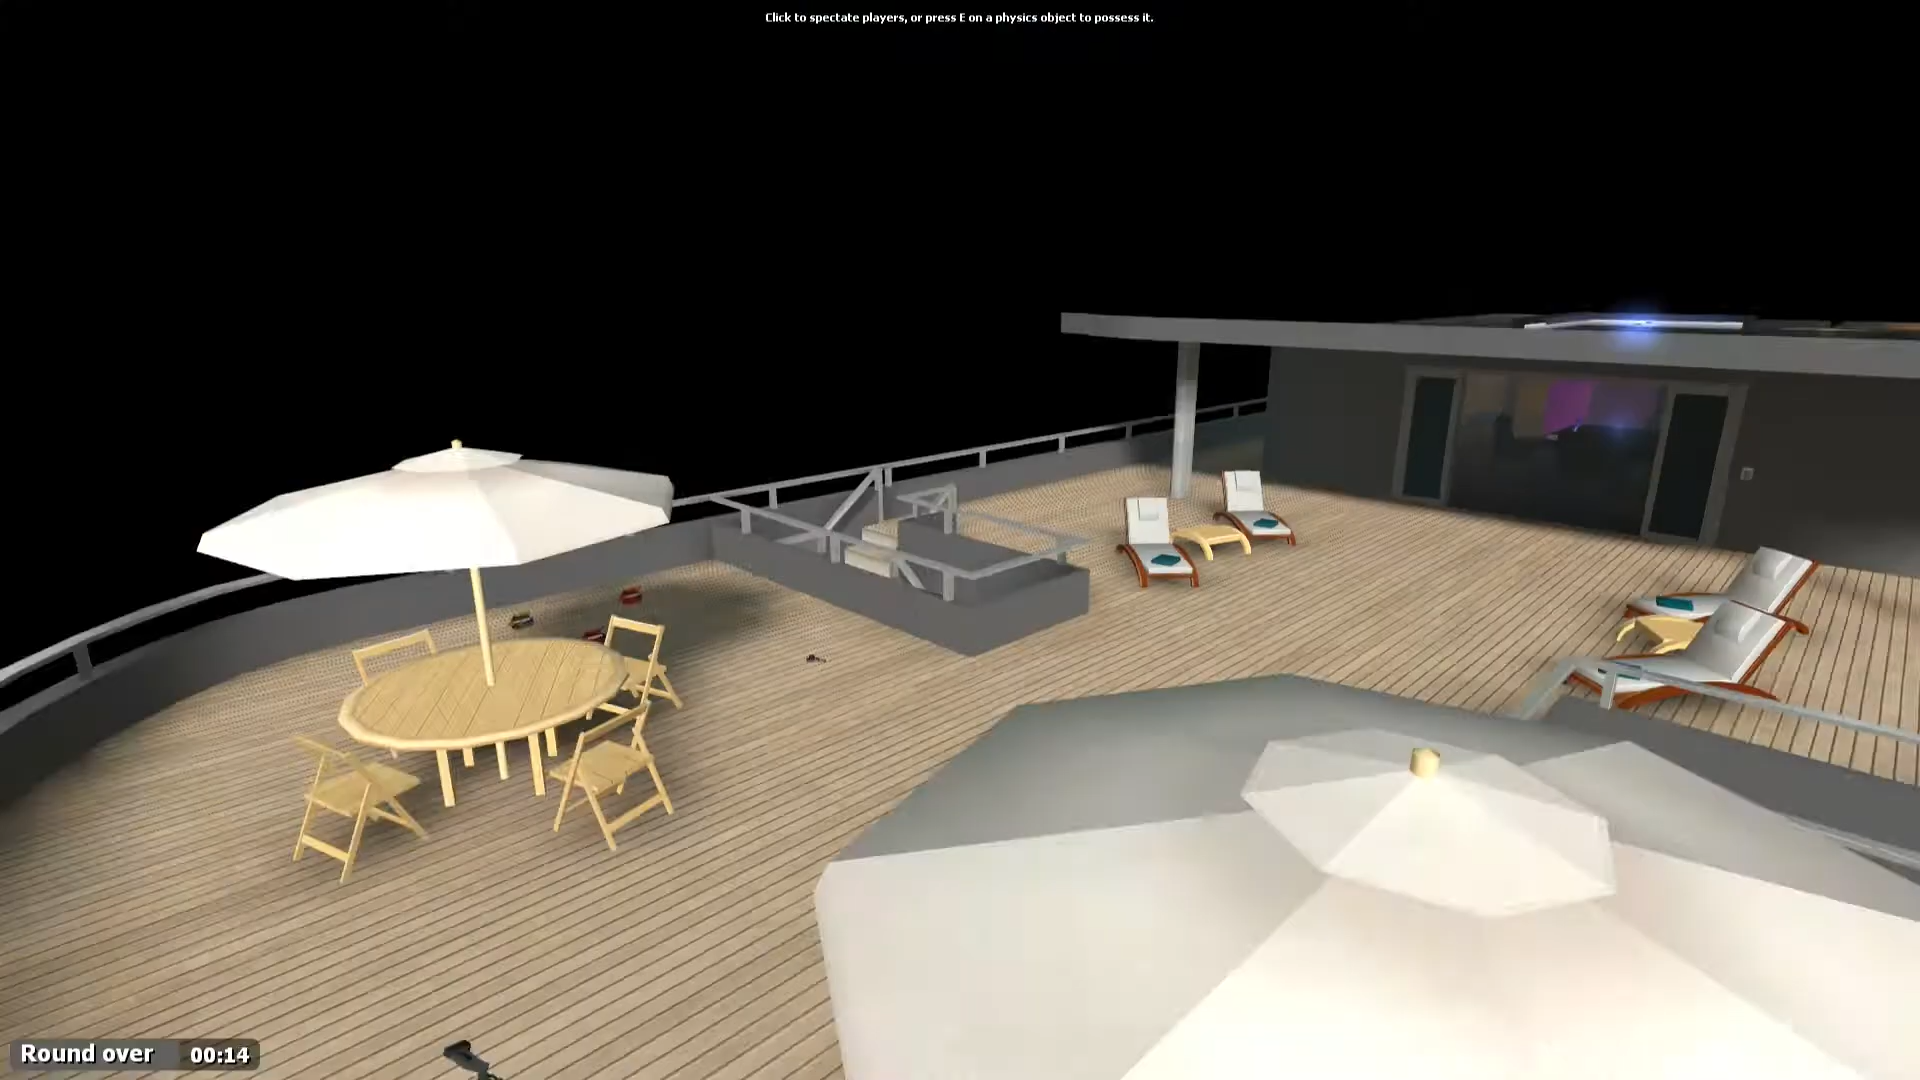 Click to spectate players, or press E on a physics object to possess it.
Round over 00:14